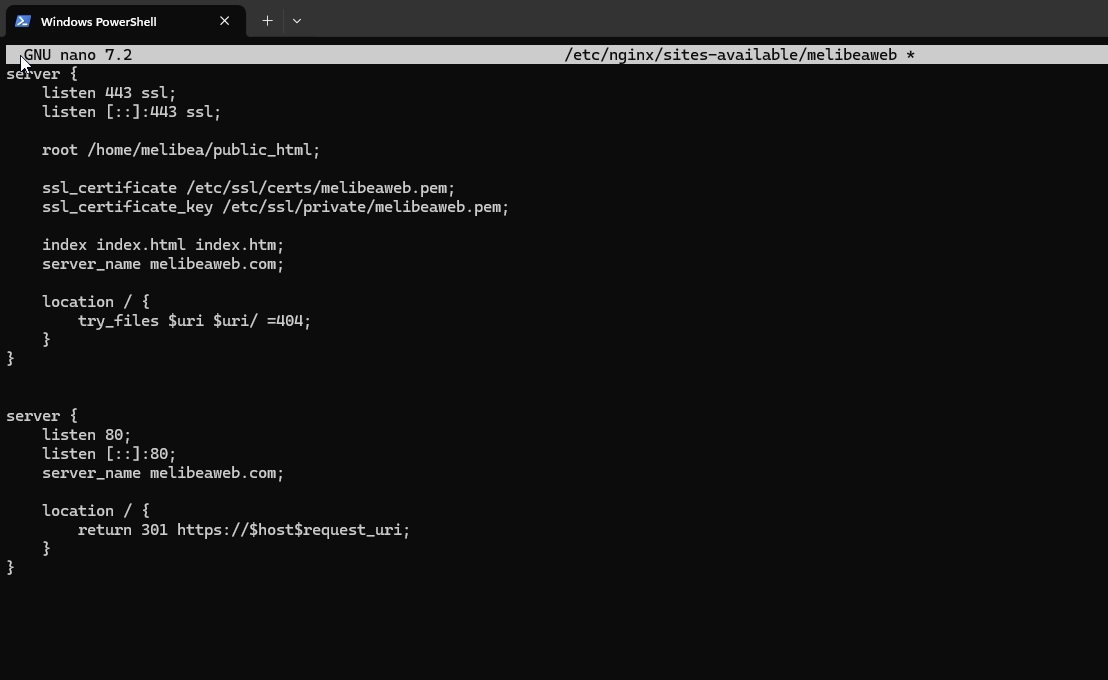 Windows PowerShell
GNU nano 7.2 /etc/nginx/sites-available/melibeaweb *
server {
    listen 443 ssl;
    listen [::]:443 ssl;

    root /home/melibea/public_html;

    ssl_certificate /etc/ssl/certs/melibeaweb.pem;
    ssl_certificate_key /etc/ssl/private/melibeaweb.pem;

    index index.html index.htm;
    server_name melibeaweb.com;

    location / {
        try_files $uri $uri/ =404;
    }
}

server {
    listen 80;
    listen [::]:80;
    server_name melibeaweb.com;

    location / {
        return 301 https://$host$request_uri;
    }
}